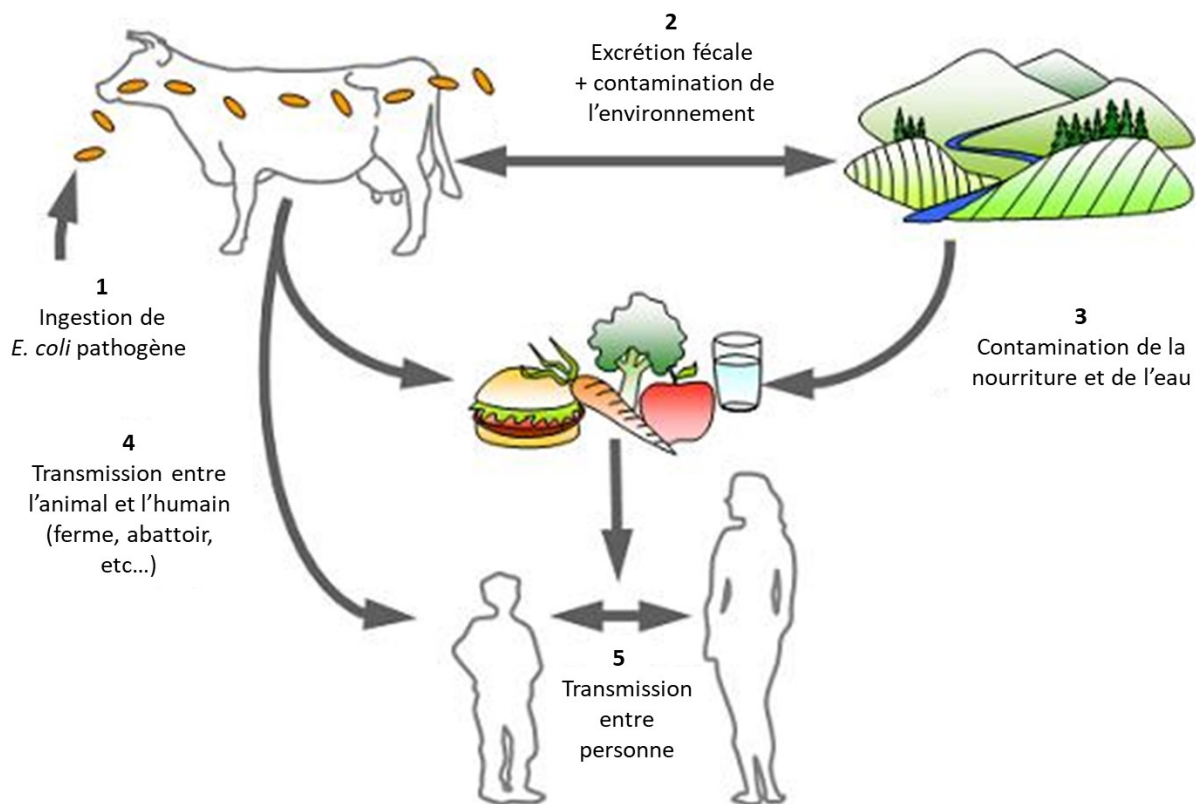 2
Excrétion fécale
+ contamination de
l’environnement
1
Ingestion de
E. coli pathogène
3
Contamination de la
nourriture et de l’eau
4
Transmission entre
l’animal et l’humain
(ferme, abattoir,
etc…)
5
Transmission
entre
personne